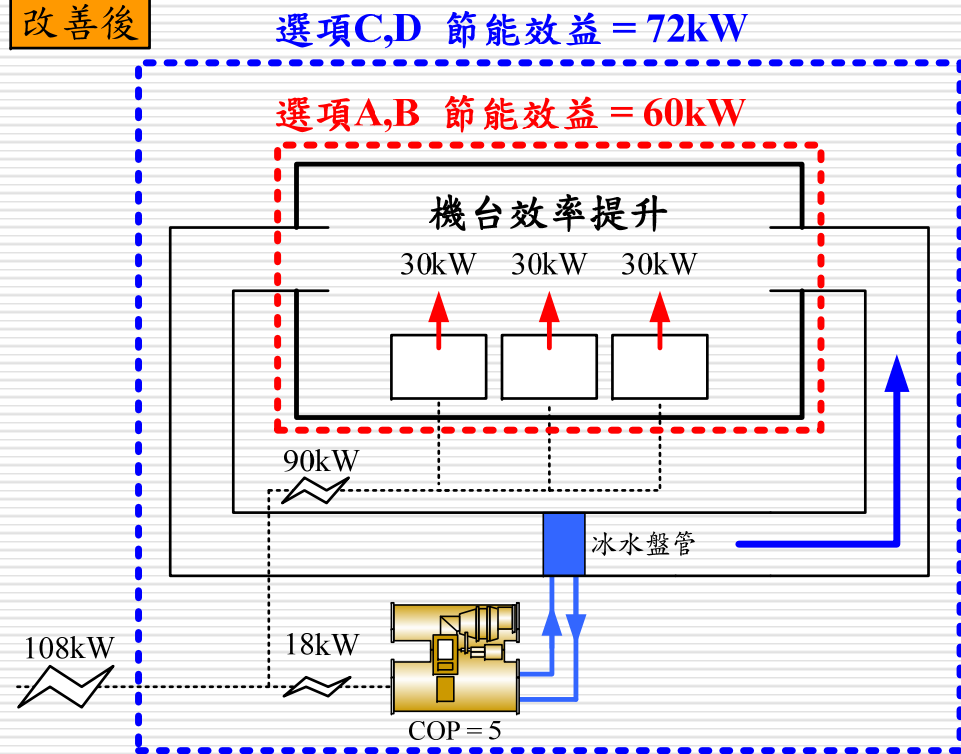 改善後
選項C,D 節能效益 = 72kW
選項A,B 節能效益 = 60kW
機台效率提升
30kW 30kW 30kW
90kW
冰水盤管
108kW
18kW
COP = 5